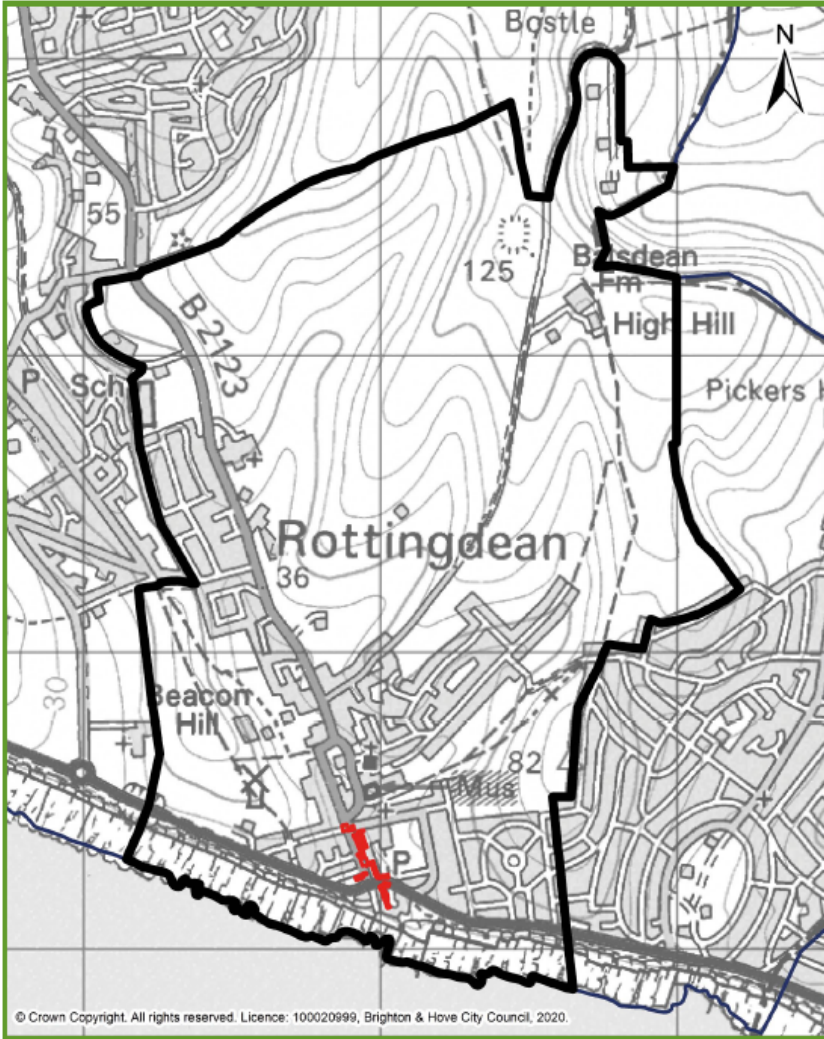 Bostle
N
55
125
Balsdean
Fm
B 2123
High Hill
P
Sch
Pickers H
Rottingdean
36
30
Beacon
Hill
82
Mus
P
© Crown Copyright. All rights reserved. Licence: 100020999, Brighton & Hove City Council, 2020.